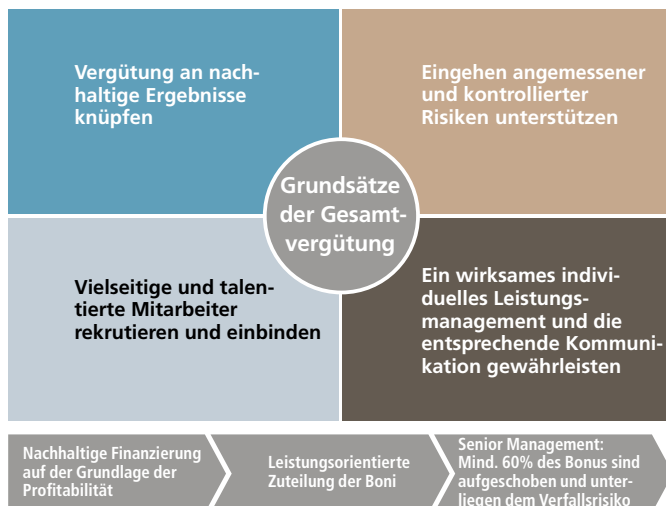 Vergütung an nach-
haltige Ergebnisse
knüpfen
Eingehen angemessener
und kontrollierter
Risiken unterstützen
Grundsätze
der Gesamt-
vergütung
Vielseitige und talen-
tierte Mitarbeiter
rekrutieren und einbinden
Ein wirksames indivi-
duelles Leistungs-
management und die
entsprechende Kommuni-
kation gewährleisten
Nachhaltige Finanzierung
auf der Grundlage der
Profitabilität
Leistungsorientierte
Zuteilung der Boni
Senior Management:
Mind. 60% des Bonus sind
aufgeschoben und unter-
liegen dem Verfallsrisiko